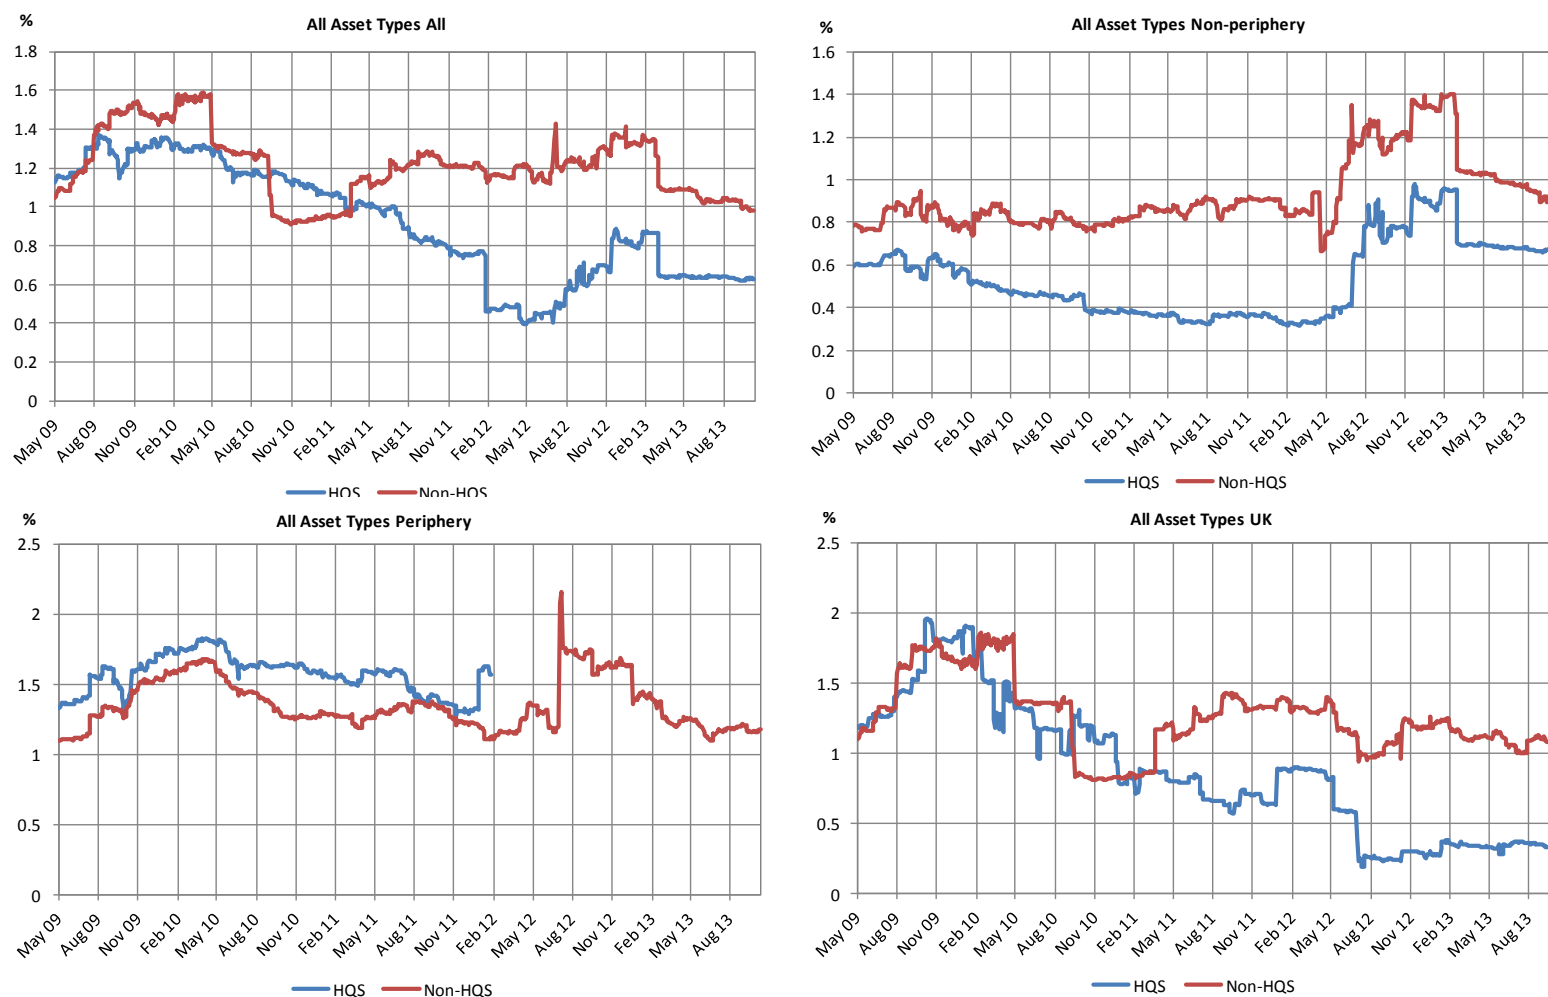 %
All Asset Types All
1.8
1.6
1.4
1.2
1
0.8
0.6
0.4
0.2
0
May 09
Aug 09
Nov 09
Feb 10
May 10
Aug 10
Nov 10
Feb 11
May 11
Aug 11
Nov 11
Feb 12
May 12
Aug 12
Nov 12
Feb 13
May 13
Aug 13
HQS
Non-HQS
%
All Asset Types Non-periphery
1.6
1.4
1.2
1
0.8
0.6
0.4
0.2
0
May 09
Aug 09
Nov 09
Feb 10
May 10
Aug 10
Nov 10
Feb 11
May 11
Aug 11
Nov 11
Feb 12
May 12
Aug 12
Nov 12
Feb 13
May 13
Aug 13
HQS
Non-HQS
%
All Asset Types Periphery
2.5
2
1.5
1
0.5
0
May 09
Aug 09
Nov 09
Feb 10
May 10
Aug 10
Nov 10
Feb 11
May 11
Aug 11
Nov 11
Feb 12
May 12
Aug 12
Nov 12
Feb 13
May 13
Aug 13
HQS
Non-HQS
%
All Asset Types UK
2.5
2
1.5
1
0.5
0
May 09
Aug 09
Nov 09
Feb 10
May 10
Aug 10
Nov 10
Feb 11
May 11
Aug 11
Nov 11
Feb 12
May 12
Aug 12
Nov 12
Feb 13
May 13
Aug 13
HQS
Non-HQS